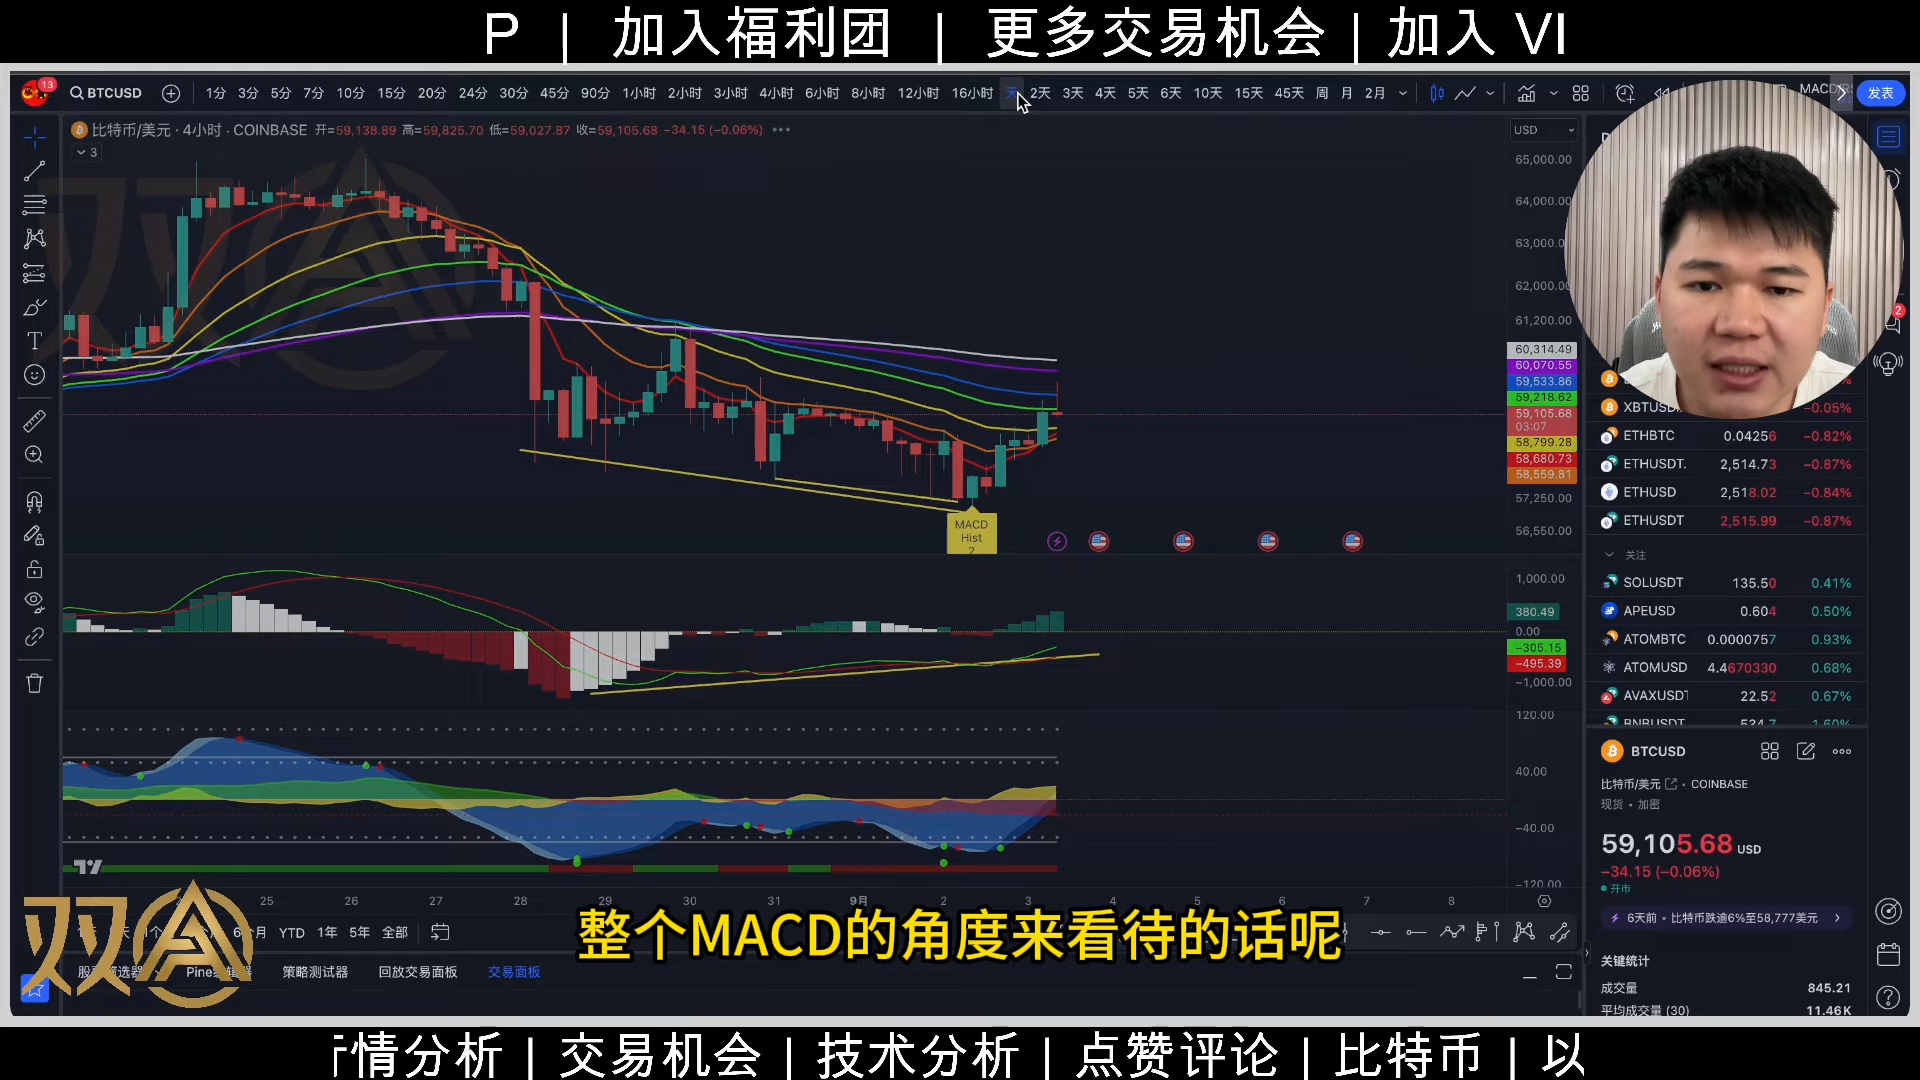 P | 加入福利团 | 更多交易机会 | 加入 VI
13
BTCUSD
1分 3分 5分 7分 10分 15分 20分 24分 30分 45分 90分 1小时 2小时 3小时 4小时 6小时 8小时 12小时 16小时 天 2天 3天 4天 5天 6天 10天 15天 45天 周 月 2月
发表
比特币/美元 · 4小时 · COINBASE 开=59,138.89 高=59,825.70 低=59,027.87 收=59,105.68 −34.15 (−0.06%)
3
USD
65,000.00
64,000.00
63,000.00
62,000.00
61,200.00
60,314.49
60,070.55
59,533.86
59,218.62
59,105.68
03:07
58,799.28
58,680.73
58,559.81
57,250.00
56,550.00
MACD
Hist
2
1,000.00
380.49
0.00
−305.15
−495.39
−1,000.00
120.00
40.00
−40.00
−120.00
25 26 27 28 29 30 31 9月 2 3 4 5 6 7 8
YTD 1年 5年 全部
策略测试器 回放交易面板 交易面板
双A
双A
整个MACD的角度来看待的话呢
2
−0.05%
ETHBTC 0.04256 −0.82%
ETHUSDT. 2,514.73 −0.87%
ETHUSD 2,518.02 −0.84%
ETHUSDT 2,515.99 −0.87%
关注
SOLUSDT 135.50 0.41%
APEUSD 0.604 0.50%
ATOMBTC 0.0000757 0.93%
ATOMUSD 4.4670330 0.68%
AVAXUSDT 22.52 0.67%
BNBUSDT 534.7 1.60%
BTCUSD
比特币/美元 · COINBASE
现货 • 加密
59,105.68 USD
−34.15 (−0.06%)
开市
6天前 • 比特币跌逾6%至58,777美元
关键统计
成交量 845.21
平均成交量 (30) 11.46K
情分析 | 交易机会 | 技术分析 | 点赞评论 | 比特币 | 以